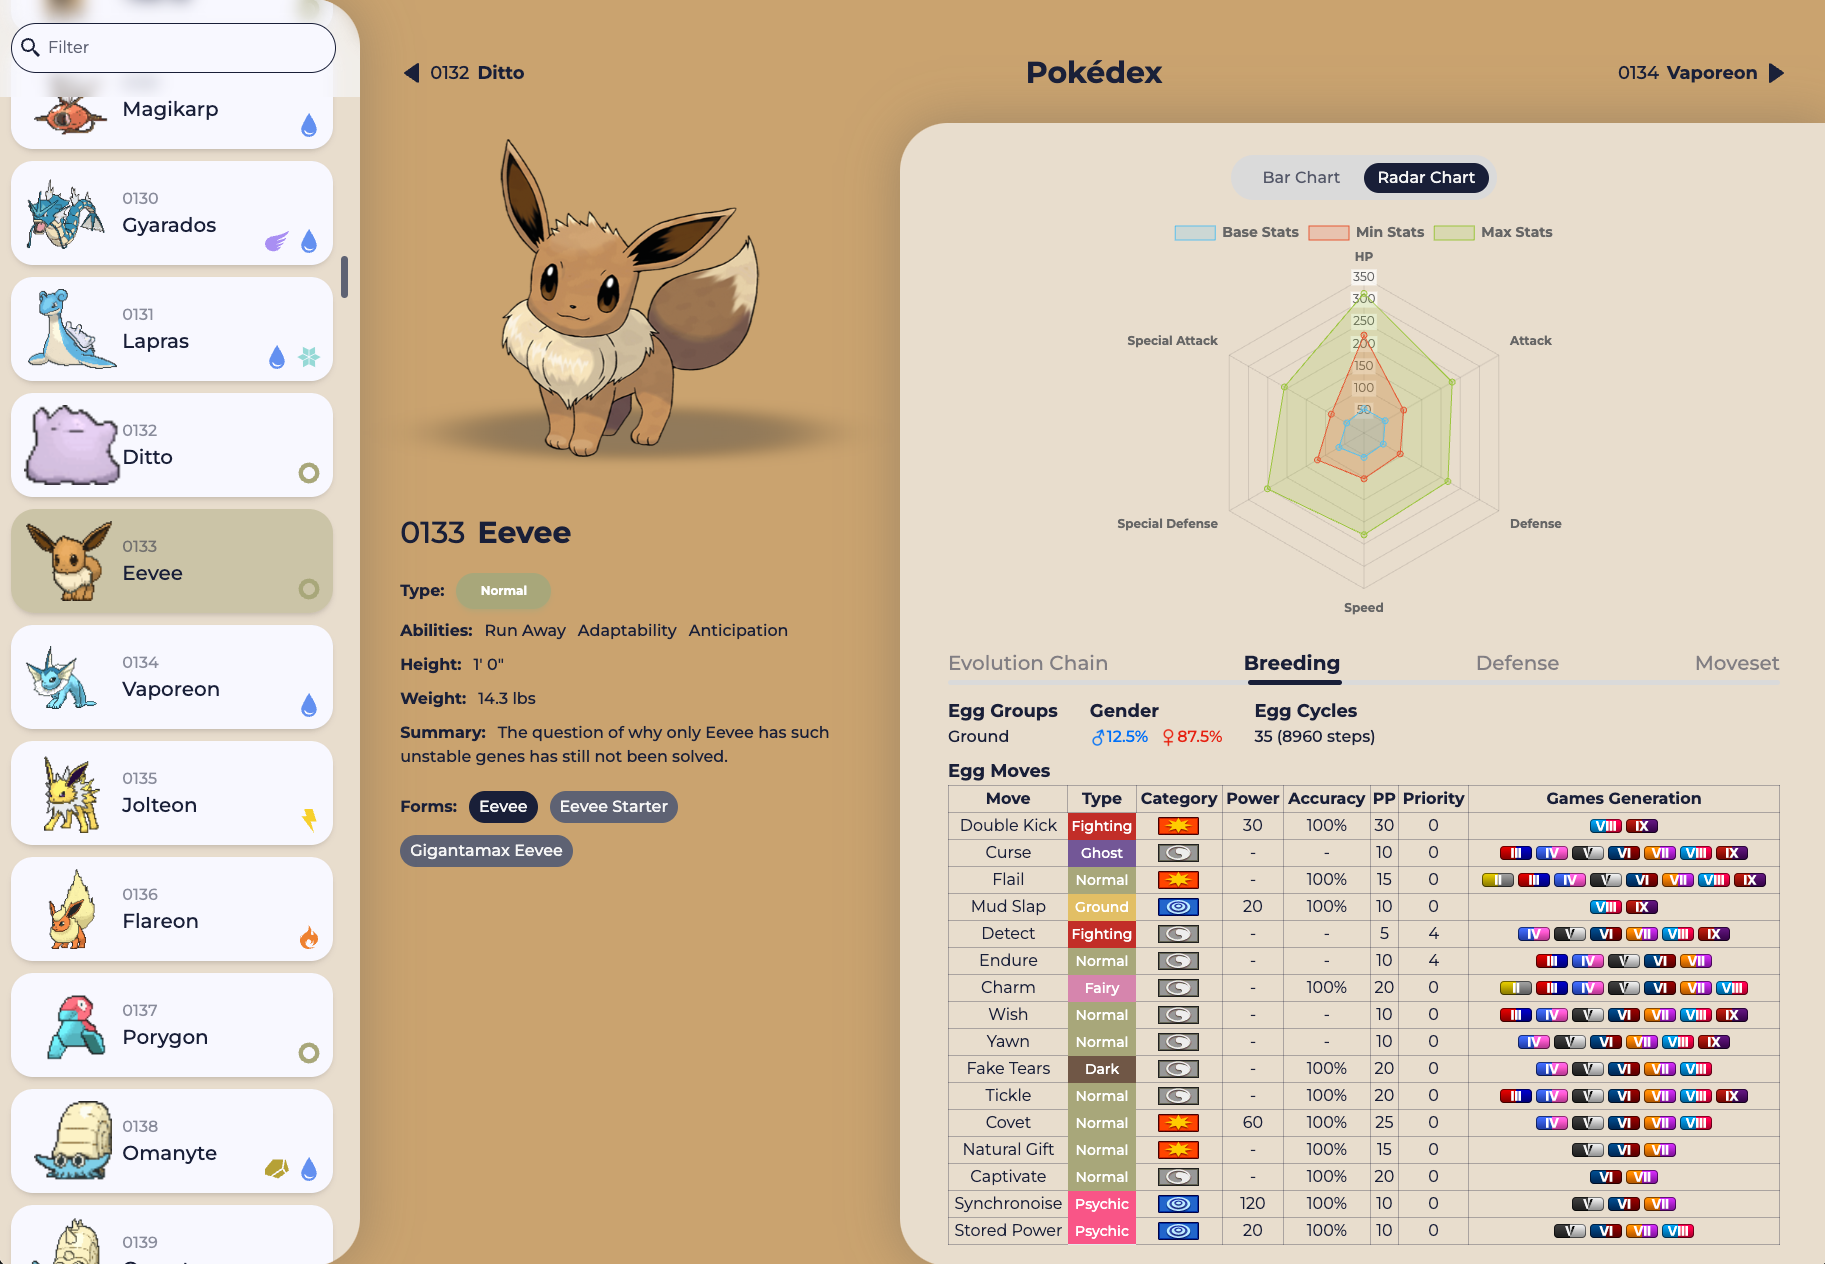 Filter
Magikarp
0130
Gyarados
0131
Lapras
0132
Ditto
0133
Eevee
0134
Vaporeon
0135
Jolteon
0136
Flareon
0137
Porygon
0138
Omanyte
0139
0132 Ditto
Pokédex
0134 Vaporeon
0133 Eevee
Type: Normal
Abilities: Run Away Adaptability Anticipation
Height: 1' 0"
Weight: 14.3 lbs
Summary: The question of why only Eevee has such
unstable genes has still not been solved.
Forms: Eevee Eevee Starter
Gigantamax Eevee
Bar Chart Radar Chart
Base Stats Min Stats Max Stats
HP
350
300
250
200
150
100
50
Special Attack Attack
Special Defense Defense
Speed
Evolution Chain Breeding Defense Moveset
Egg Groups Gender Egg Cycles
Ground ♂12.5% ♀87.5% 35 (8960 steps)
Egg Moves
Move Type Category Power Accuracy PP Priority Games Generation
Double Kick Fighting 30 100% 30 0 VIII IX
Curse Ghost - - 10 0 III IV V VI VII VIII IX
Flail Normal - 100% 15 0 II III IV V VI VII VIII IX
Mud Slap Ground 20 100% 10 0 VIII IX
Detect Fighting - - 5 4 IV V VI VII VIII IX
Endure Normal - - 10 4 III IV V VI VII
Charm Fairy - 100% 20 0 II III IV V VI VII VIII
Wish Normal - - 10 0 III IV V VI VII VIII IX
Yawn Normal - - 10 0 IV V VI VII VIII IX
Fake Tears Dark - 100% 20 0 IV V VI VII VIII
Tickle Normal - 100% 20 0 III IV V VI VII VIII IX
Covet Normal 60 100% 25 0 IV V VI VII VIII
Natural Gift Normal - 100% 15 0 V VI VII
Captivate Normal - 100% 20 0 VI VII
Synchronoise Psychic 120 100% 10 0 V VI VII
Stored Power Psychic 20 100% 10 0 V VI VII VIII